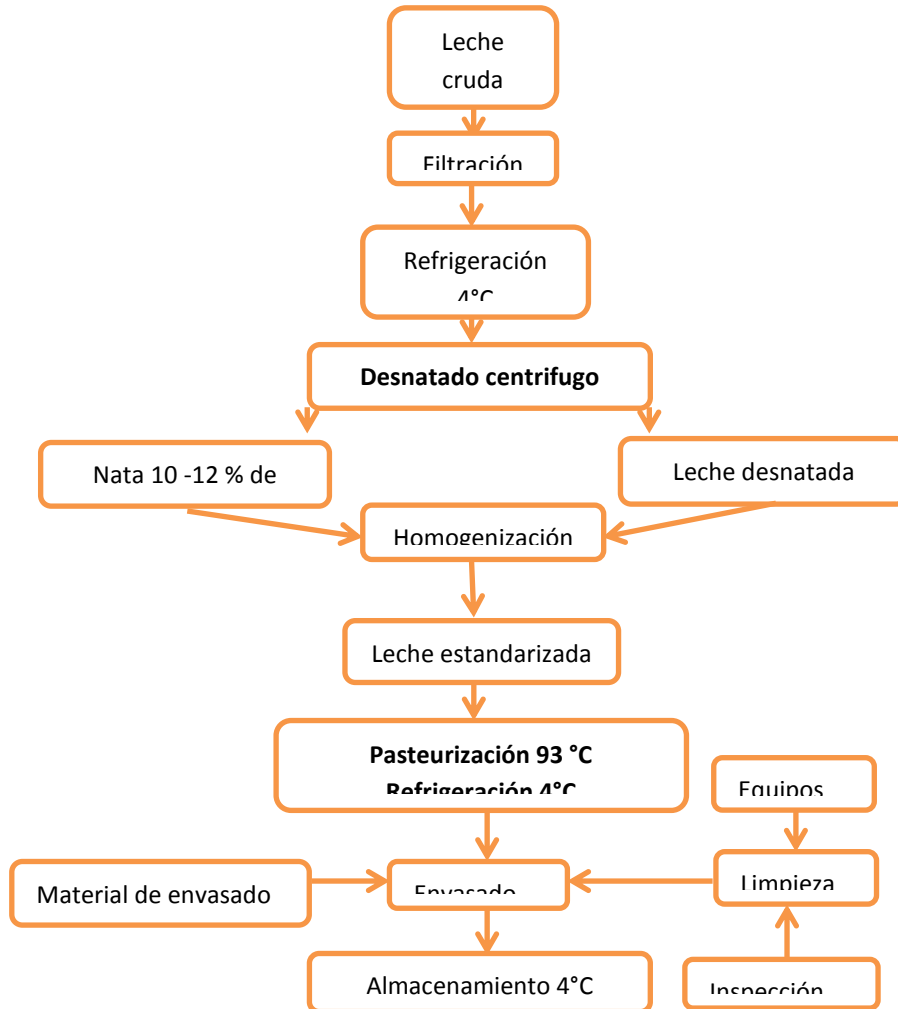 Leche
cruda
Filtración
Refrigeración
4°C
Desnatado centrifugo
Nata 10 -12 % de
Leche desnatada
Homogenización
Leche estandarizada
Pasteurización 93 °C
Refrigeración 4°C
Equipos
Material de envasado
Envasado
Limpieza
Almacenamiento 4°C
Inspección